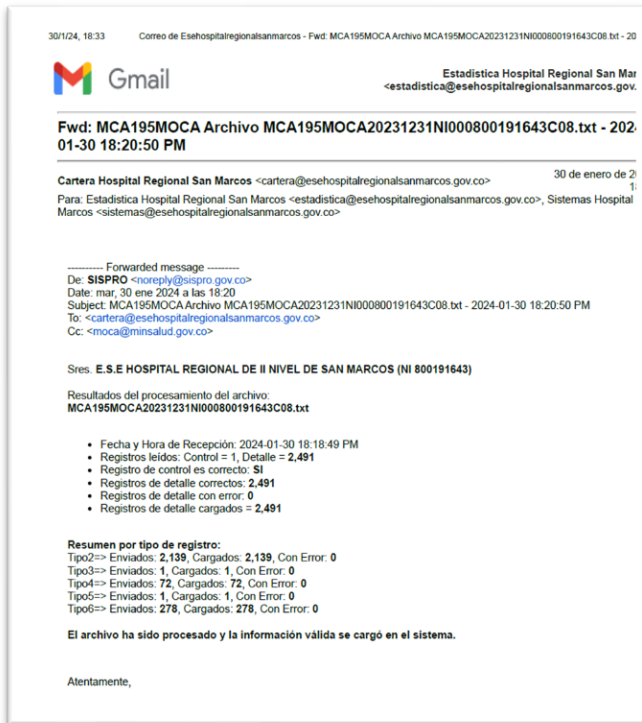 30/1/24, 18:33 Correo de Esehospitalregionalsanmarcos - Fwd: MCA195MOCA Archivo MCA195MOCA20231231NI000800191643C08.txt - 20
Gmail
Estadistica Hospital Regional San Mar
<estadistica@esehospitalregionalsanmarcos.gov.
Fwd: MCA195MOCA Archivo MCA195MOCA20231231NI000800191643C08.txt - 202
01-30 18:20:50 PM
Cartera Hospital Regional San Marcos <cartera@esehospitalregionalsanmarcos.gov.co>
30 de enero de 2
1
Para: Estadistica Hospital Regional San Marcos <estadistica@esehospitalregionalsanmarcos.gov.co>, Sistemas Hospital
Marcos <sistemas@esehospitalregionalsanmarcos.gov.co>
---------- Forwarded message ---------
De: SISPRO <noreply@sispro.gov.co>
Date: mar, 30 ene 2024 a las 18:20
Subject: MCA195MOCA Archivo MCA195MOCA20231231NI000800191643C08.txt - 2024-01-30 18:20:50 PM
To: <cartera@esehospitalregionalsanmarcos.gov.co>
Cc: <moca@minsalud.gov.co>
Sres. E.S.E HOSPITAL REGIONAL DE II NIVEL DE SAN MARCOS (NI 800191643)
Resultados del procesamiento del archivo:
MCA195MOCA20231231NI000800191643C08.txt
• Fecha y Hora de Recepción: 2024-01-30 18:18:49 PM
• Registros leídos: Control = 1, Detalle = 2,491
• Registro de control es correcto: SI
• Registros de detalle correctos: 2,491
• Registros de detalle con error: 0
• Registros de detalle cargados = 2,491
Resumen por tipo de registro:
Tipo2=> Enviados: 2,139, Cargados: 2,139, Con Error: 0
Tipo3=> Enviados: 1, Cargados: 1, Con Error: 0
Tipo4=> Enviados: 72, Cargados: 72, Con Error: 0
Tipo5=> Enviados: 1, Cargados: 1, Con Error: 0
Tipo6=> Enviados: 278, Cargados: 278, Con Error: 0
El archivo ha sido procesado y la información válida se cargó en el sistema.
Atentamente,